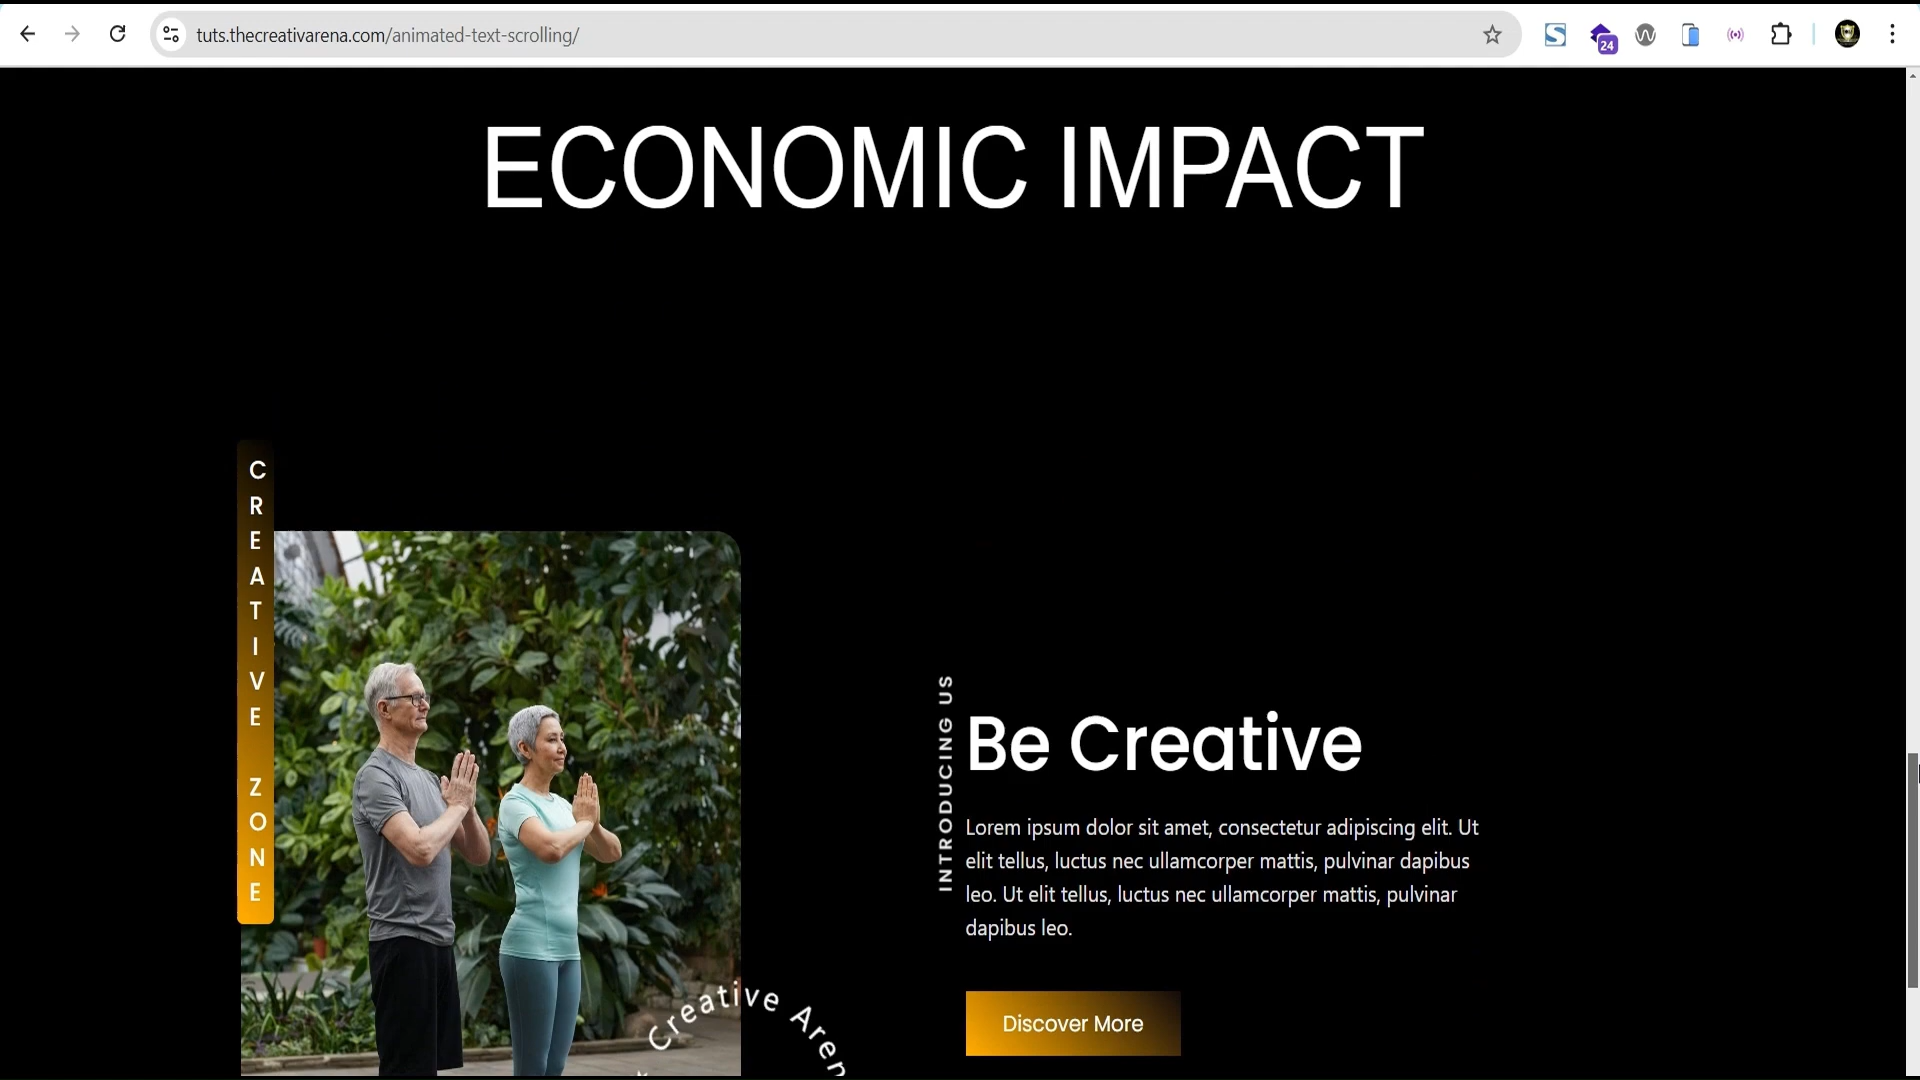 tuts.thecreativarena.com/animated-text-scrolling/
24
ECONOMIC IMPACT
CREATIVE ZONE
INTRODUCING US
Be Creative
Lorem ipsum dolor sit amet, consectetur adipiscing elit. Ut
elit tellus, luctus nec ullamcorper mattis, pulvinar dapibus
leo. Ut elit tellus, luctus nec ullamcorper mattis, pulvinar
dapibus leo.
Creative Aren
Discover More